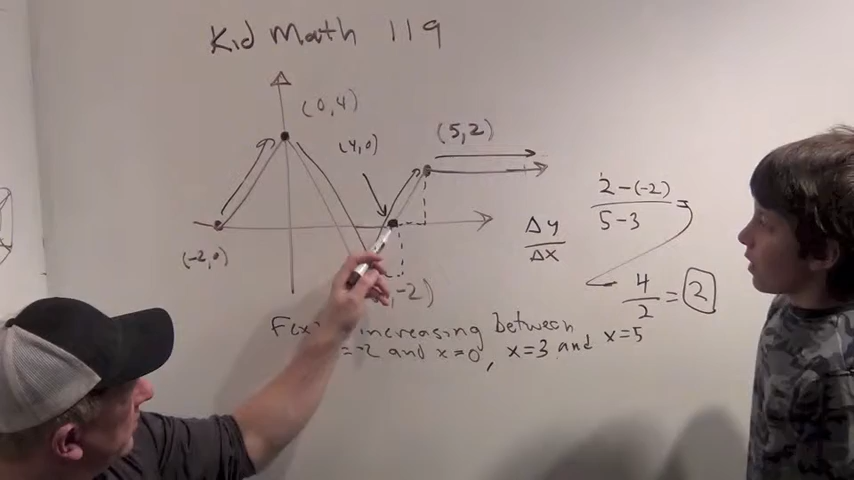 Kid Math 119
(0,4)
(4,0)
(5,2)
(-2,0)
,-2)
2-(-2)
5-3
Δy
Δx
4
2
= 2
F(x) increasing between
=-2 and x=0, x=3 and x=5